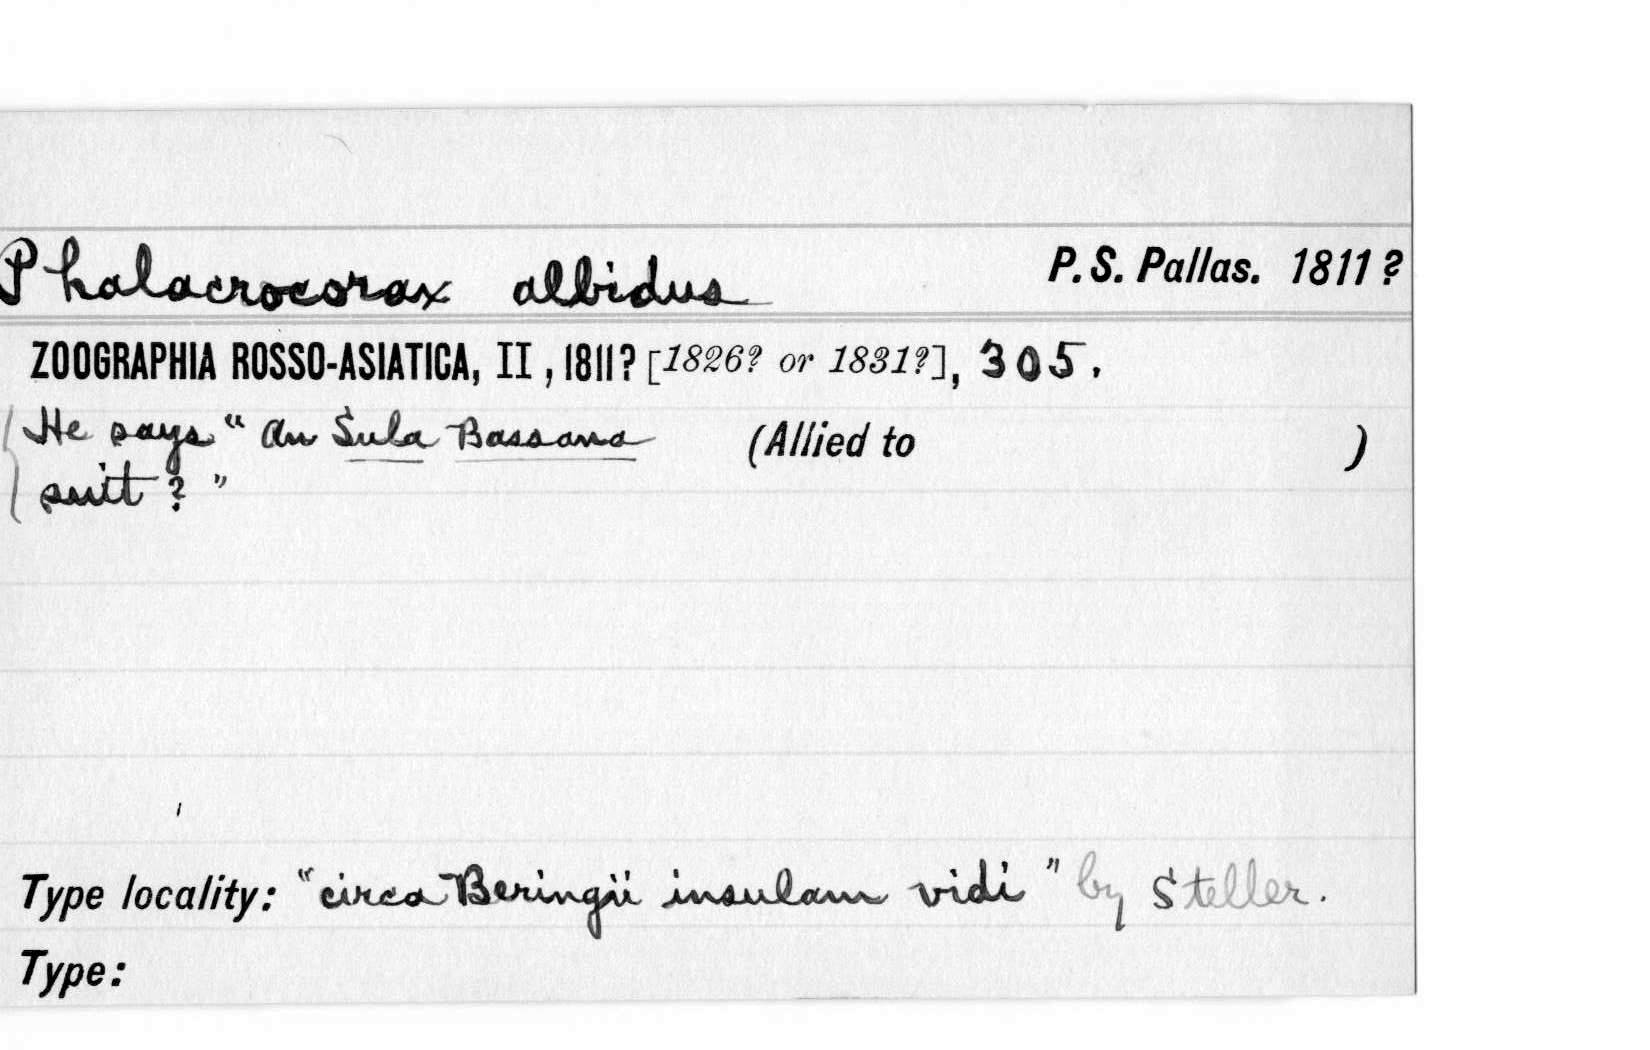 Phalacrocorax albidus P. S. Pallas. 1811?
ZOOGRAPHIA ROSSO-ASIATICA, II, 1811? [1826? or 1831?], 305.
He says "An Sula Bassana (Allied to )
suit?"
Type locality: "circa Beringii insulam vidi" by Steller.
Type: